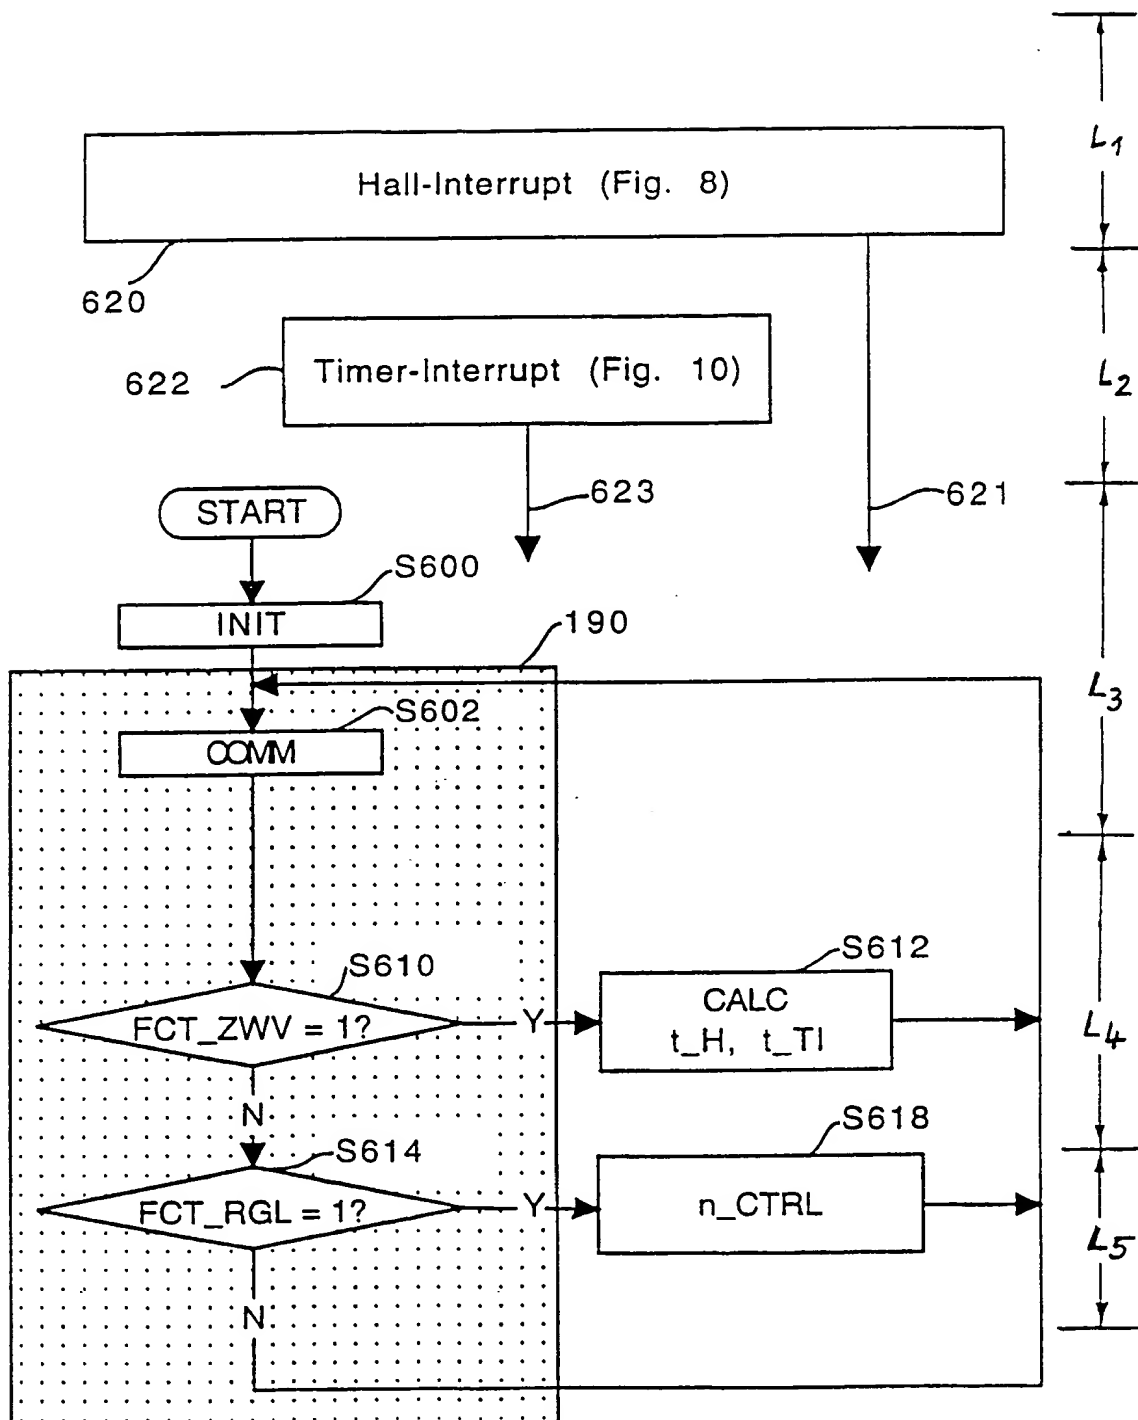 L1
Hall-Interrupt (Fig. 8)
620
L2
Timer-Interrupt (Fig. 10)
622
623
621
START
S600
INIT
190
L3
S602
COMM
S610
S612
FCT_ZWV = 1?
Y
CALC
t_H, t_TI
L4
N
S614
S618
FCT_RGL = 1?
Y
n_CTRL
L5
N